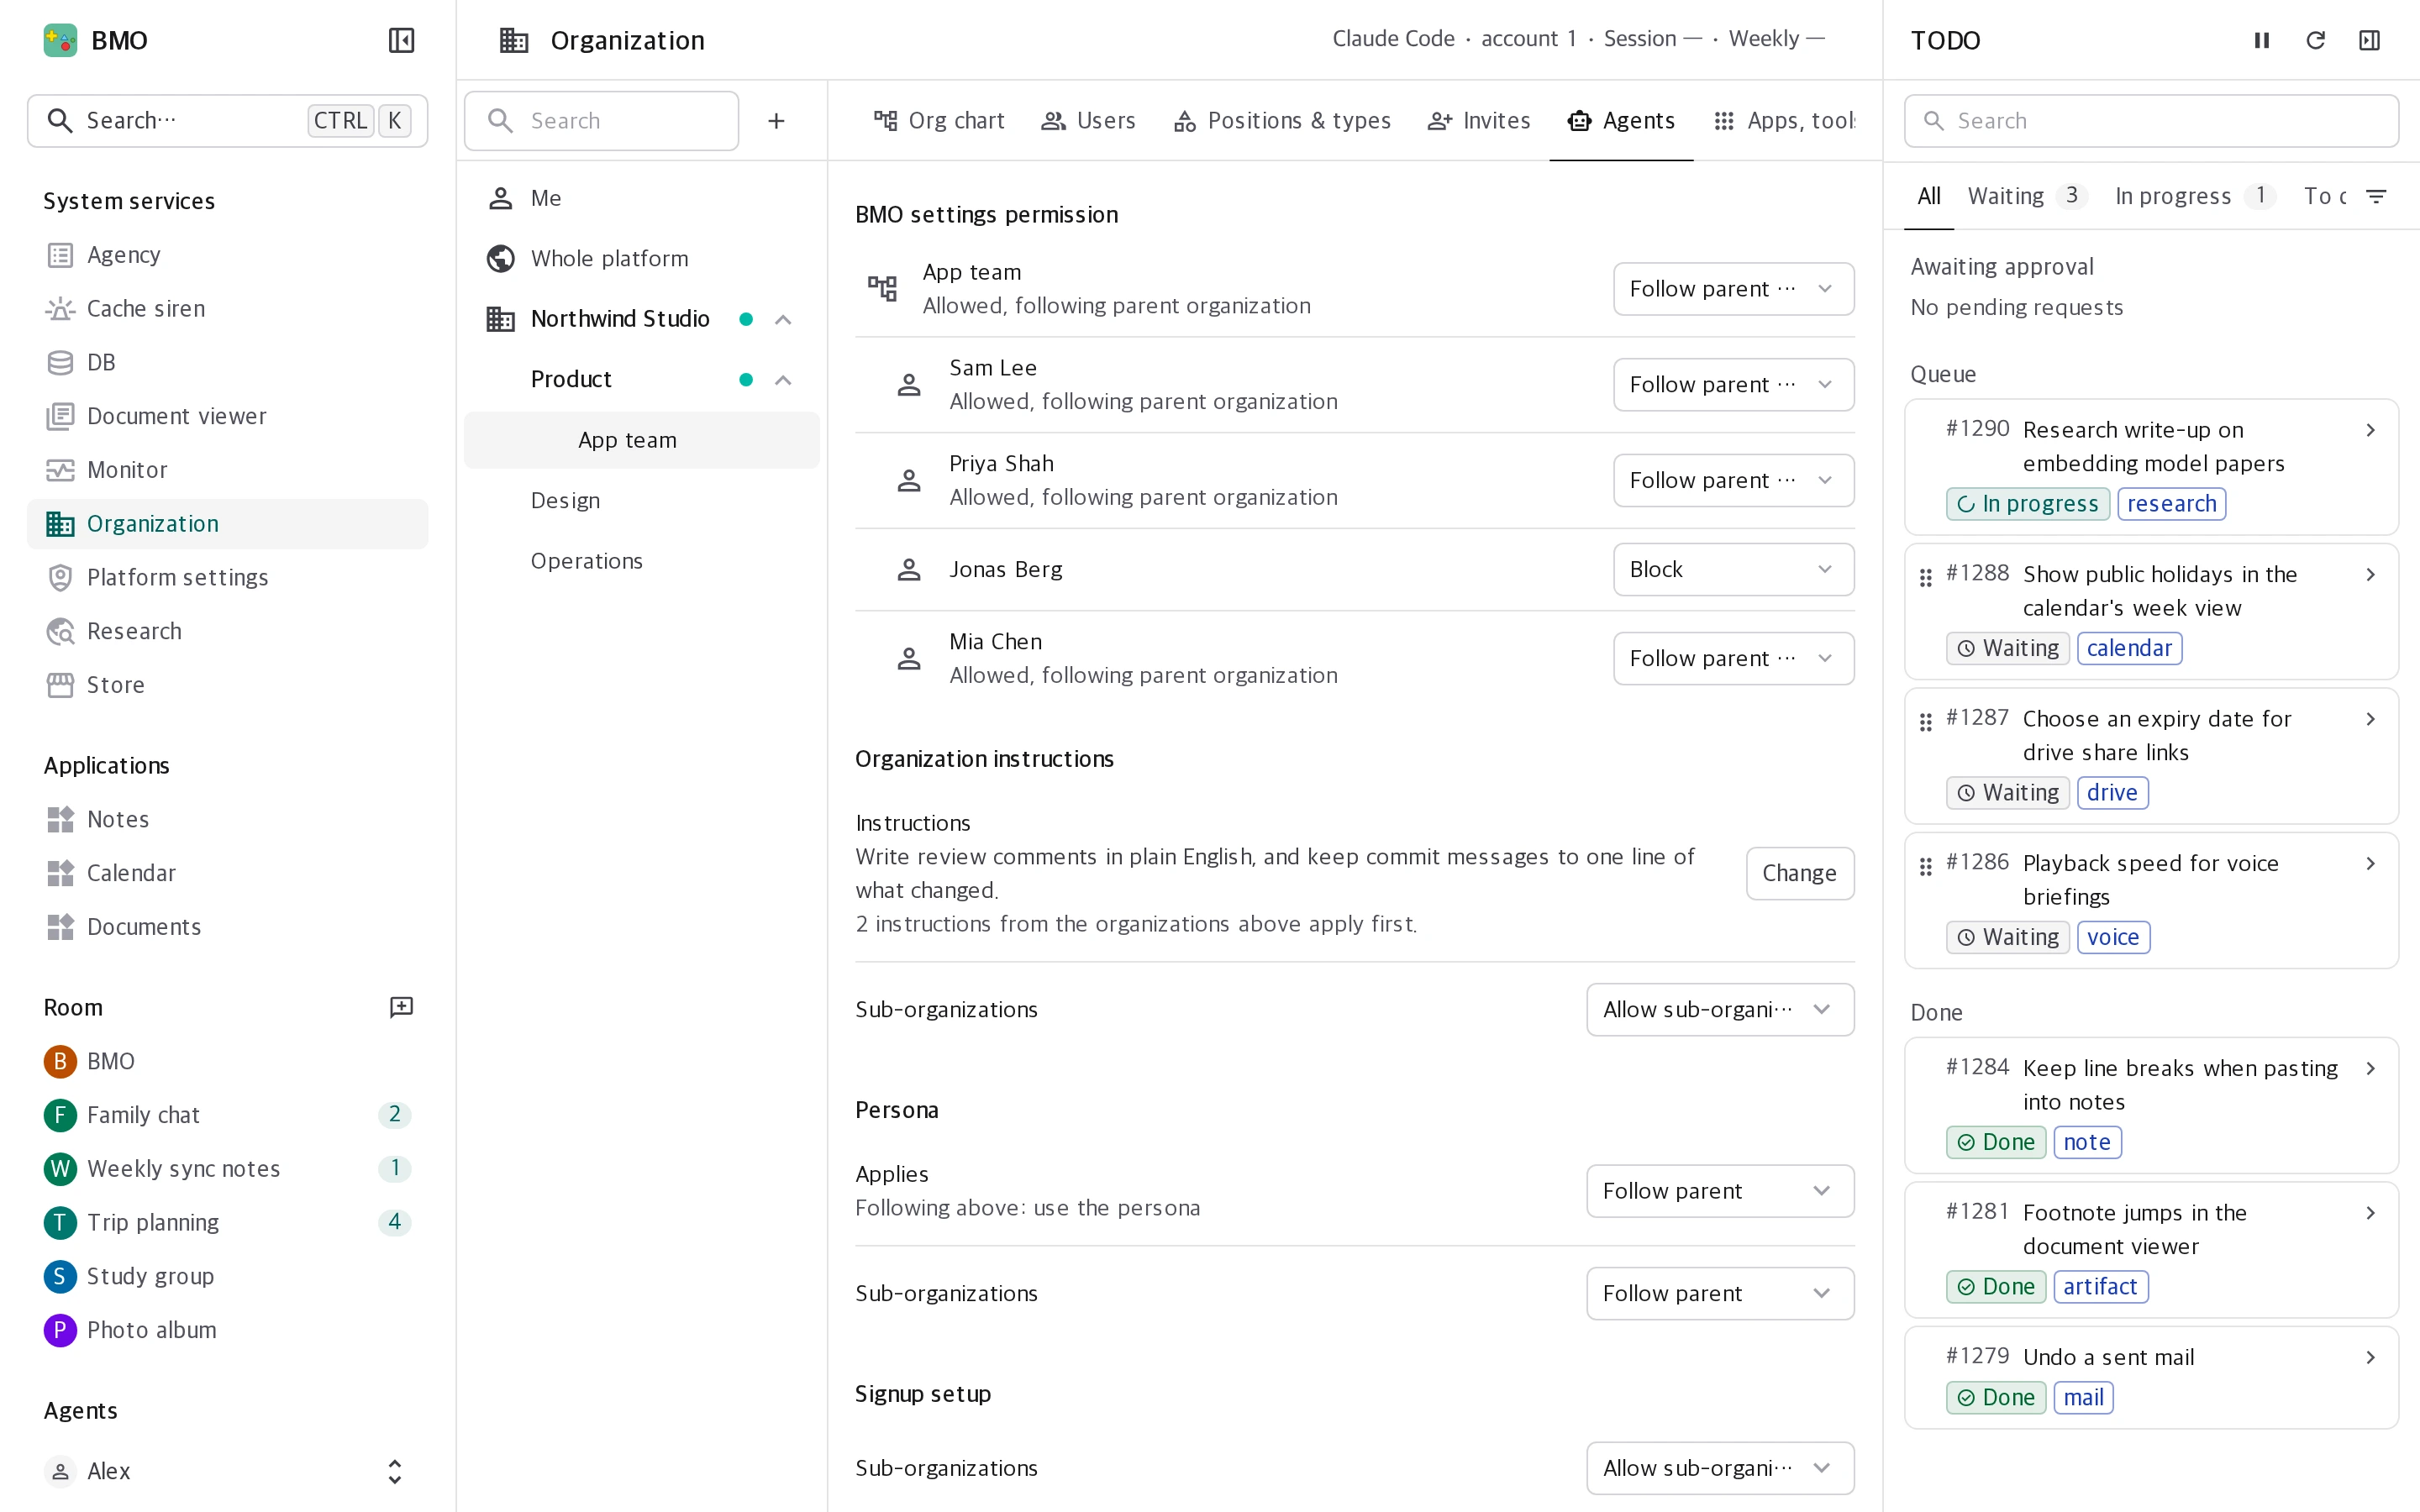 BMO
Search···
CTRL K
System services
Agency
Cache siren
DB
Document viewer
Monitor
Organization
Platform settings
Research
Store
Applications
Notes
Calendar
Documents
Room
B BMO
F Family chat 2
W Weekly sync notes 1
T Trip planning 4
S Study group
P Photo album
Agents
Alex
Organization
Claude Code · account 1 · Session — · Weekly —
Search
Me
Whole platform
Northwind Studio
Product
App team
Design
Operations
Org chart
Users
Positions & types
Invites
Agents
Apps, tools
BMO settings permission
App team
Allowed, following parent organization
Follow parent ···
Sam Lee
Allowed, following parent organization
Follow parent ···
Priya Shah
Allowed, following parent organization
Follow parent ···
Jonas Berg
Block
Mia Chen
Allowed, following parent organization
Follow parent ···
Organization instructions
Instructions
Write review comments in plain English, and keep commit messages to one line of
what changed.
2 instructions from the organizations above apply first.
Change
Sub-organizations
Allow sub-organi···
Persona
Applies
Following above: use the persona
Follow parent
Sub-organizations
Follow parent
Signup setup
Sub-organizations
Allow sub-organi···
TODO
Search
All
Waiting 3
In progress 1
To
Awaiting approval
No pending requests
Queue
#1290 Research write-up on
embedding model papers
In progress research
#1288 Show public holidays in the
calendar's week view
Waiting calendar
#1287 Choose an expiry date for
drive share links
Waiting drive
#1286 Playback speed for voice
briefings
Waiting voice
Done
#1284 Keep line breaks when pasting
into notes
Done note
#1281 Footnote jumps in the
document viewer
Done artifact
#1279 Undo a sent mail
Done mail